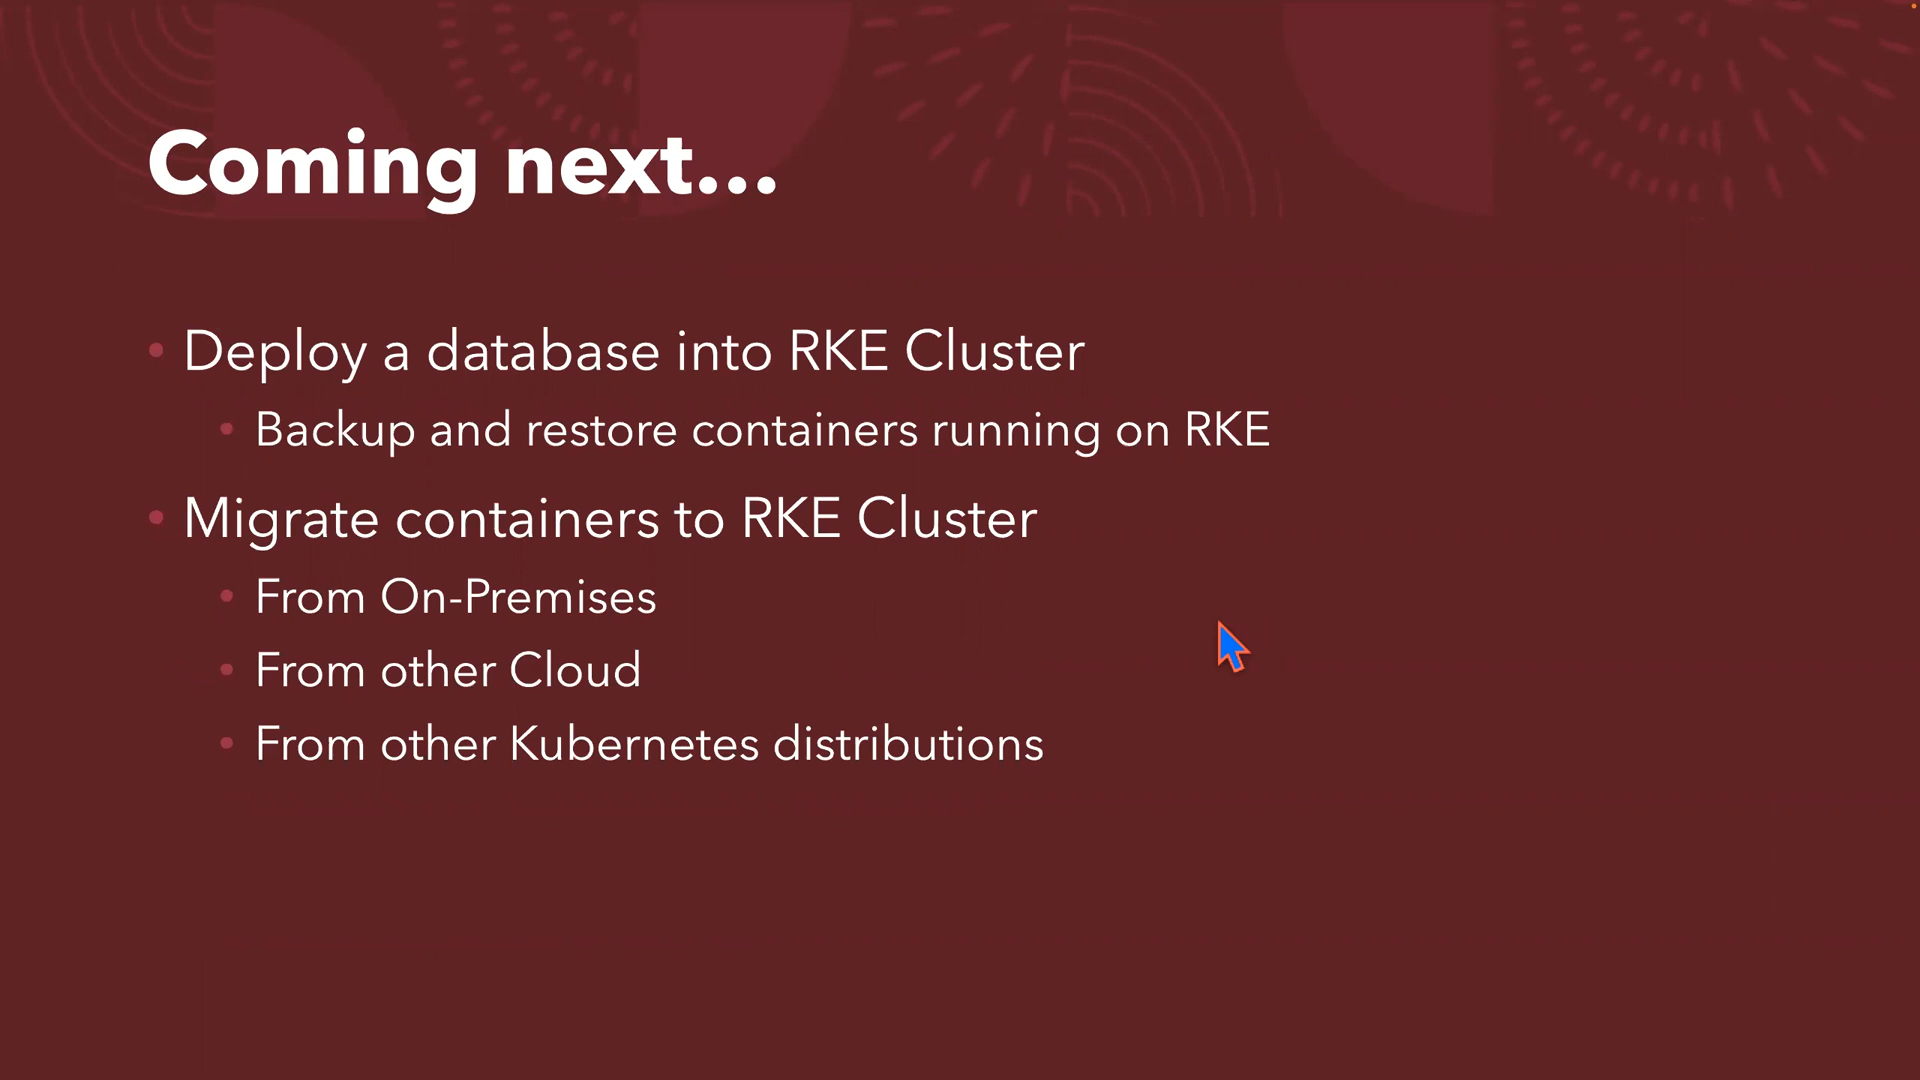 Coming next...
• Deploy a database into RKE Cluster
• Backup and restore containers running on RKE
• Migrate containers to RKE Cluster
• From On-Premises
• From other Cloud
• From other Kubernetes distributions